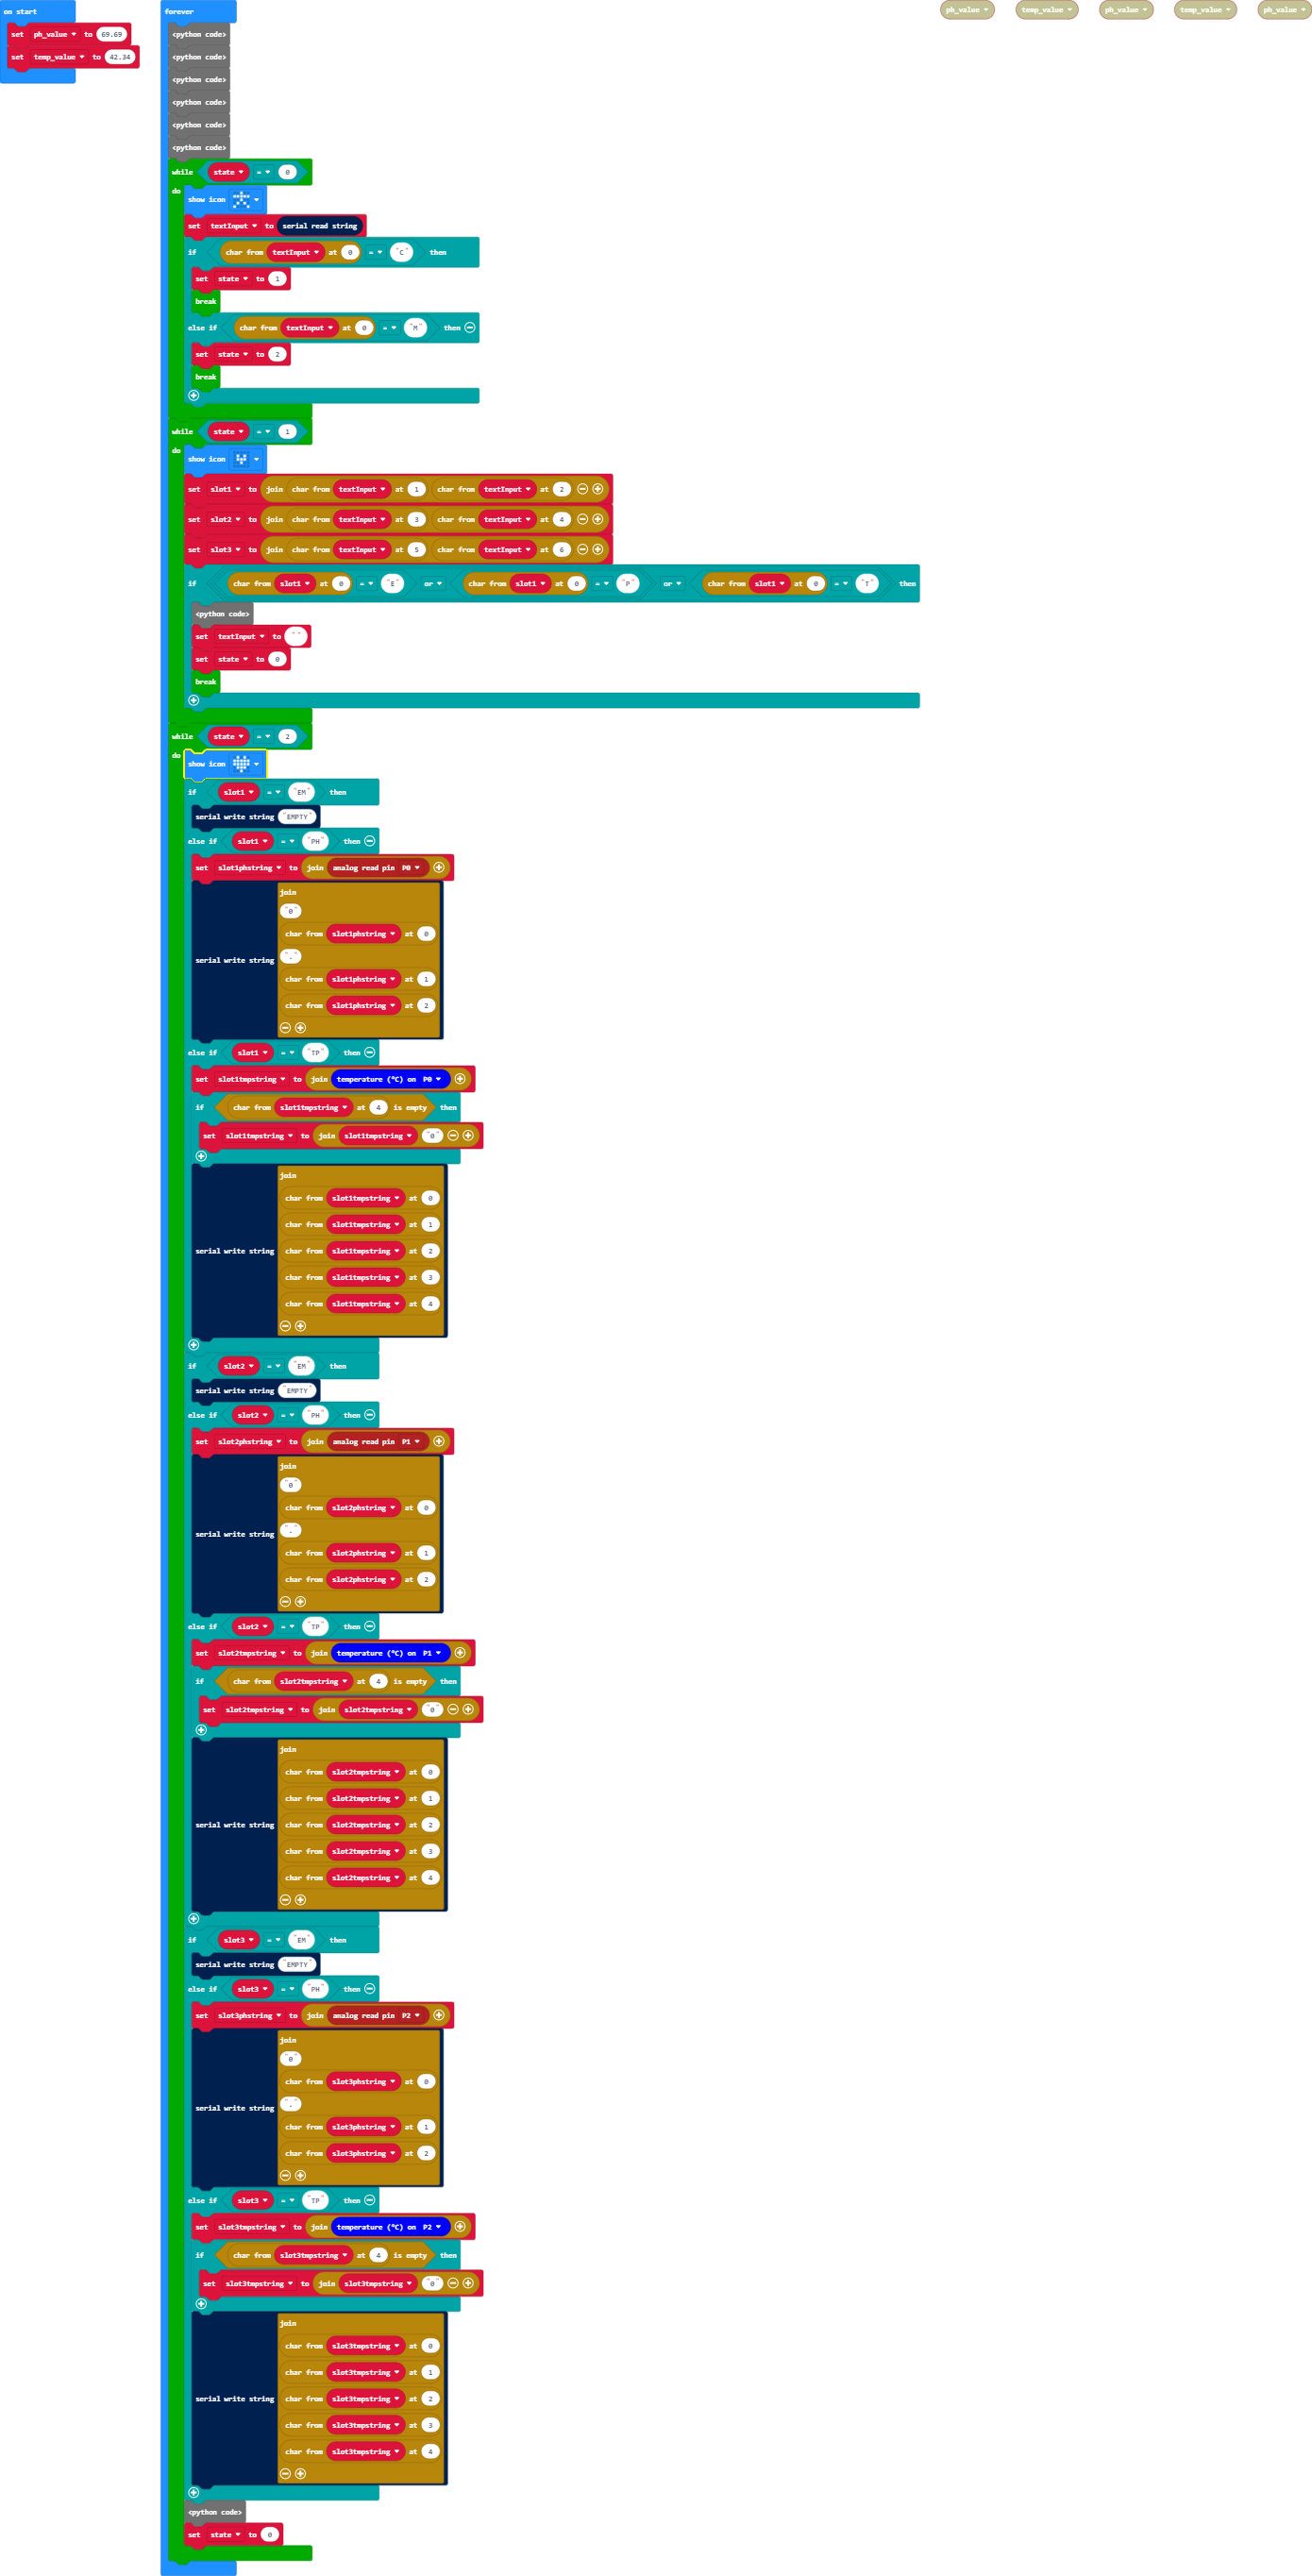 on start
set ph_value to 69.69
set temp_value to 42.34
forever
<python code>
<python code>
<python code>
<python code>
<python code>
<python code>
while state = 0
do
show icon
set textInput to serial read string
if char from textInput at 0 = "C" then
set state to 1
break
else if char from textInput at 0 = "M" then
set state to 2
break
while state = 1
do
show icon
set slot1 to join char from textInput at 1 char from textInput at 2
set slot2 to join char from textInput at 3 char from textInput at 4
set slot3 to join char from textInput at 5 char from textInput at 6
if char from slot1 at 0 = "E" or char from slot1 at 0 = "P" or char from slot1 at 0 = "T" then
<python code>
set textInput to " "
set state to 0
break
while state = 2
do
show icon
if slot1 = "EM" then
serial write string "EMPTY"
else if slot1 = "PH" then
set slot1phstring to join analog read pin P0
join
"0"
char from slot1phstring at 0
"."
serial write string
char from slot1phstring at 1
char from slot1phstring at 2
else if slot1 = "TP" then
set slot1tmpstring to join temperature (°C) on P0
if char from slot1tmpstring at 4 is empty then
set slot1tmpstring to join slot1tmpstring "0"
join
char from slot1tmpstring at 0
char from slot1tmpstring at 1
serial write string char from slot1tmpstring at 2
char from slot1tmpstring at 3
char from slot1tmpstring at 4
if slot2 = "EM" then
serial write string "EMPTY"
else if slot2 = "PH" then
set slot2phstring to join analog read pin P1
join
"0"
char from slot2phstring at 0
"."
serial write string
char from slot2phstring at 1
char from slot2phstring at 2
else if slot2 = "TP" then
set slot2tmpstring to join temperature (°C) on P1
if char from slot2tmpstring at 4 is empty then
set slot2tmpstring to join slot2tmpstring "0"
join
char from slot2tmpstring at 0
char from slot2tmpstring at 1
serial write string char from slot2tmpstring at 2
char from slot2tmpstring at 3
char from slot2tmpstring at 4
if slot3 = "EM" then
serial write string "EMPTY"
else if slot3 = "PH" then
set slot3phstring to join analog read pin P2
join
"0"
char from slot3phstring at 0
"."
serial write string
char from slot3phstring at 1
char from slot3phstring at 2
else if slot3 = "TP" then
set slot3tmpstring to join temperature (°C) on P2
if char from slot3tmpstring at 4 is empty then
set slot3tmpstring to join slot3tmpstring "0"
join
char from slot3tmpstring at 0
char from slot3tmpstring at 1
serial write string char from slot3tmpstring at 2
char from slot3tmpstring at 3
char from slot3tmpstring at 4
<python code>
set state to 0
ph_value temp_value ph_value temp_value ph_value